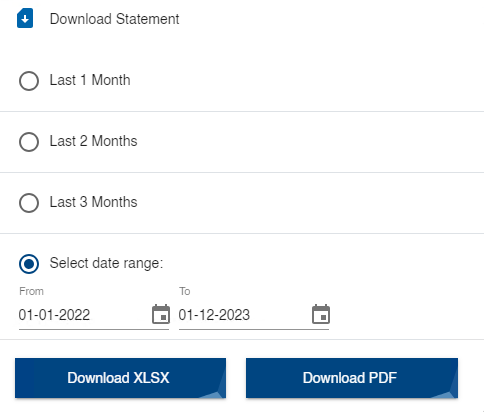 Download Statement
Last 1 Month
Last 2 Months
Last 3 Months
Select date range:
From To
01-01-2022 01-12-2023
Download XLSX Download PDF